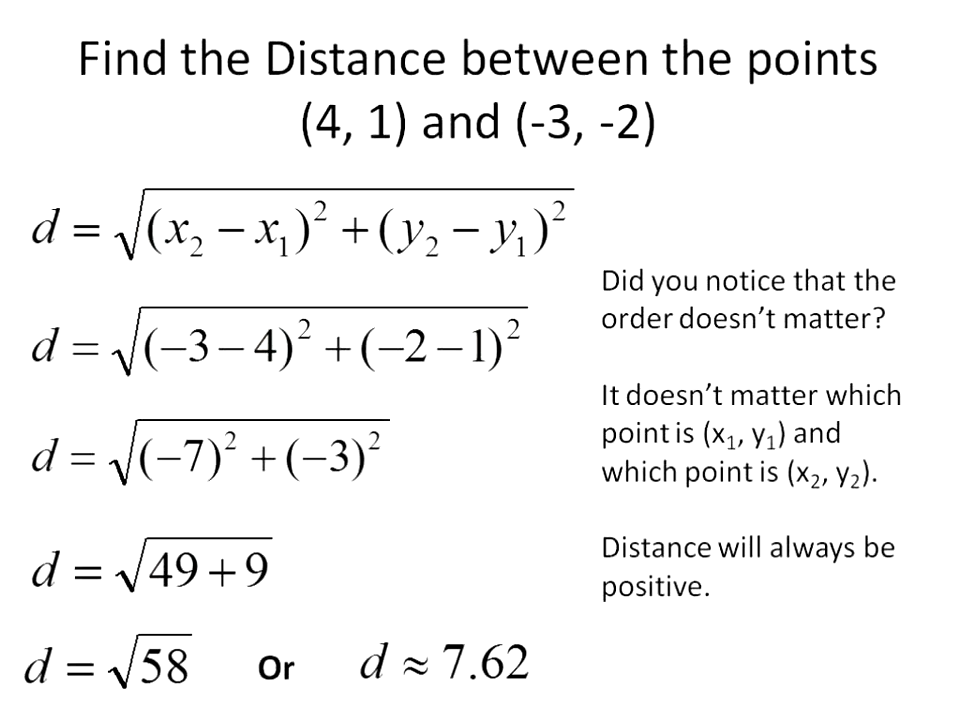 Find the Distance between the points
(4, 1) and (-3, -2)
d = √(x₂ − x₁)² + (y₂ − y₁)²
d = √(−3 − 4)² + (−2 − 1)²
d = √(−7)² + (−3)²
d = √49 + 9
d = √58 Or d ≈ 7.62
Did you notice that the
order doesn’t matter?
It doesn’t matter which
point is (x₁, y₁) and
which point is (x₂, y₂).
Distance will always be
positive.